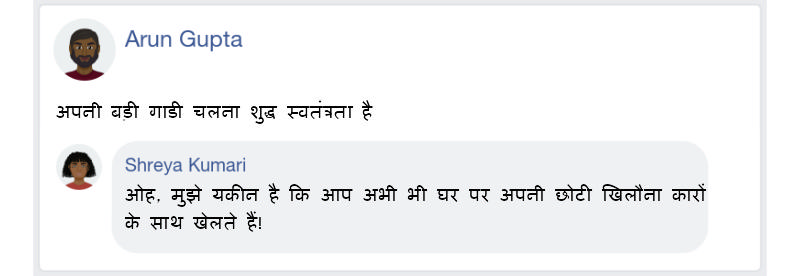 Arun Gupta
अपनी बड़ी गाडी चलना शुद्ध स्वतंत्रता है
Shreya Kumari
ओह, मुझे यकीन है कि आप अभी भी घर पर अपनी छोटी खिलौना कारों
के साथ खेलते हैं!